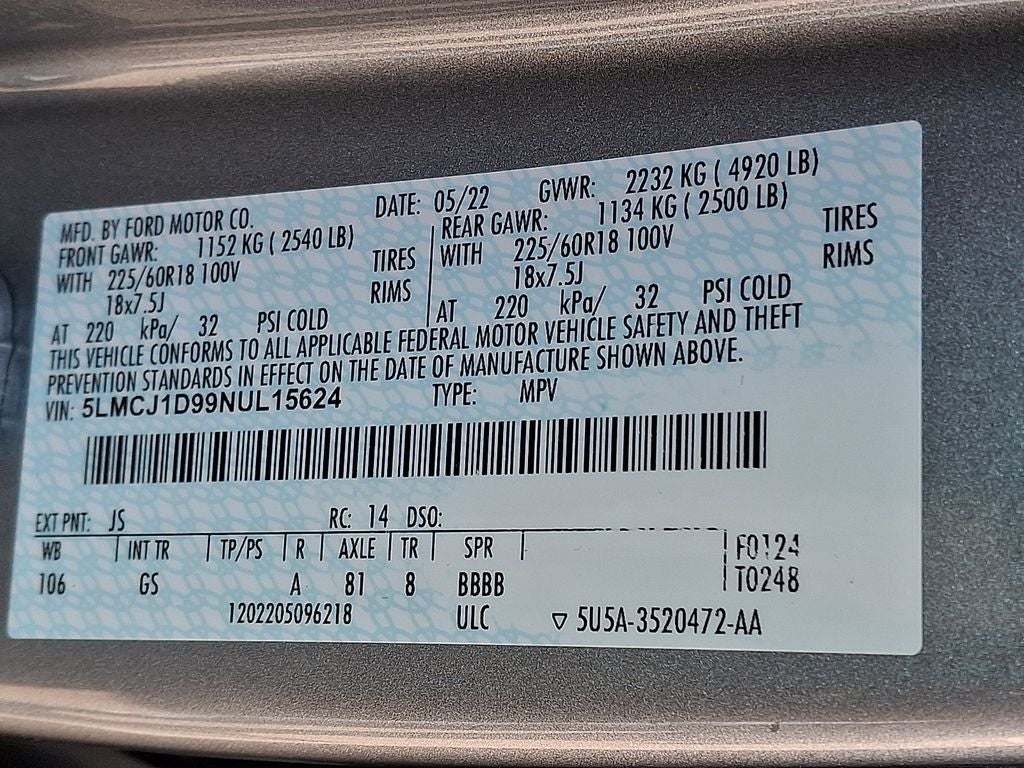 MFD. BY FORD MOTOR CO. DATE: 05/22 GVWR: 2232 KG ( 4920 LB)
FRONT GAWR: 1152 KG ( 2540 LB) REAR GAWR: 1134 KG ( 2500 LB)
WITH 225/60R18 100V TIRES WITH 225/60R18 100V TIRES
18x7.5J RIMS 18x7.5J RIMS
AT 220 kPa/ 32 PSI COLD AT 220 kPa/ 32 PSI COLD
THIS VEHICLE CONFORMS TO ALL APPLICABLE FEDERAL MOTOR VEHICLE SAFETY AND THEFT
PREVENTION STANDARDS IN EFFECT ON THE DATE OF MANUFACTURE SHOWN ABOVE.
VIN: 5LMCJ1D99NUL15624 TYPE: MPV
EXT PNT: JS RC: 14 DSO:
WB INT TR TP/PS R AXLE TR SPR F0124
106 GS A 81 8 BBBB T0248
1202205096218 ULC ▽ 5U5A-3520472-AA